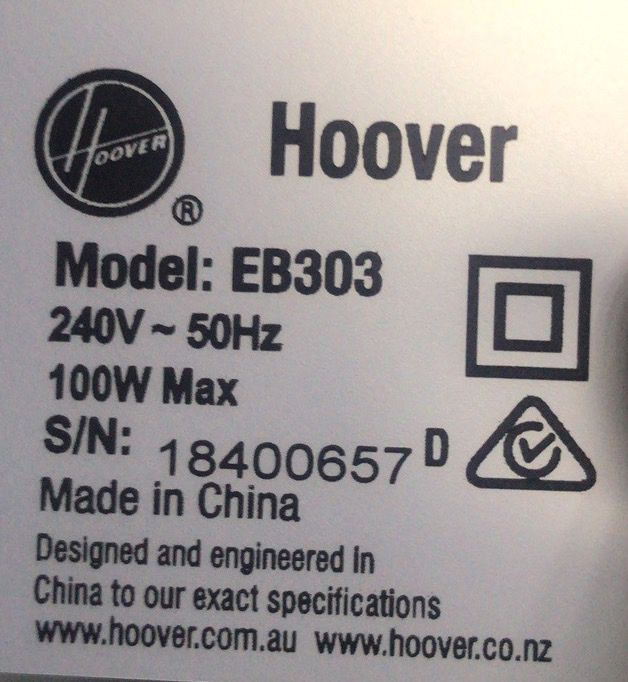 HOOVER
Hoover
®
Model: EB303
240V ~ 50Hz
100W Max
S/N: 18400657 D
Made in China
Designed and engineered in
China to our exact specifications
www.hoover.com.au www.hoover.co.nz